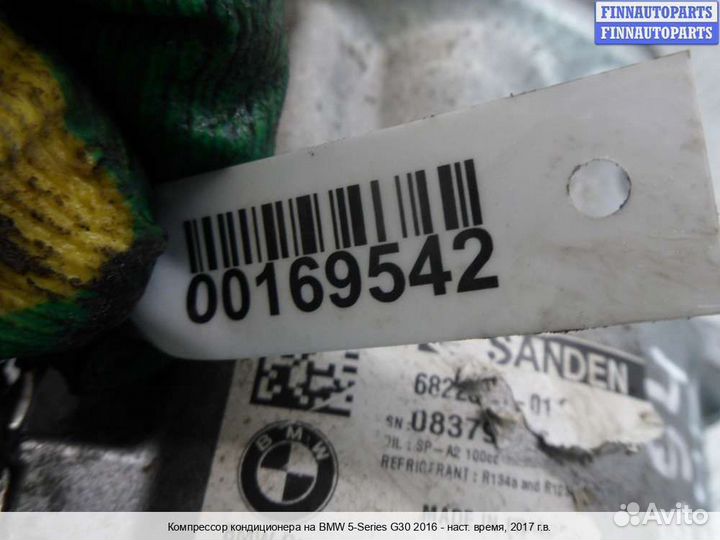 FINNAUTOPARTS
FINNAUTOPARTS
00169542
SANDEN
SN 08379
OIL : SP-A2 100cc
REFRIGERANT : R134a and
BMW
MADE IN
Компрессор кондиционера на BMW 5-Series G30 2016 - наст. время, 2017 г.в.
Avito